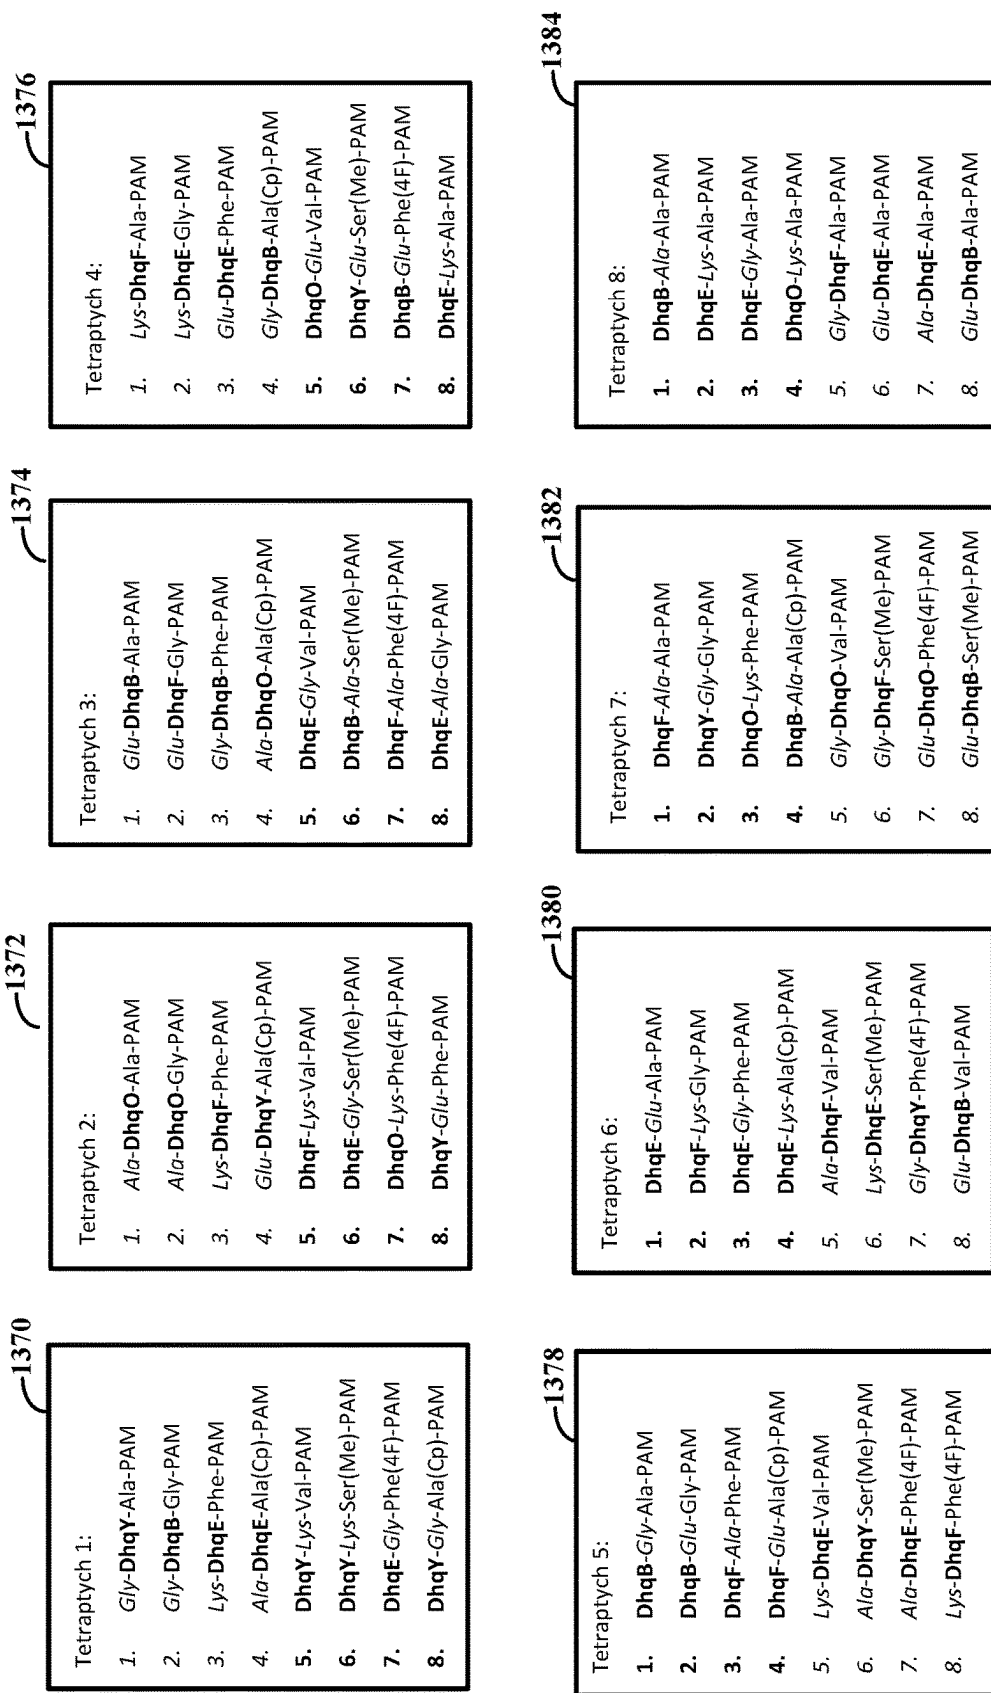 1370
Tetraptych 1:
1. Gly-DhqY-Ala-PAM
2. Gly-DhqB-Gly-PAM
3. Lys-DhqE-Phe-PAM
4. Ala-DhqE-Ala(Cp)-PAM
5. DhqY-Lys-Val-PAM
6. DhqY-Lys-Ser(Me)-PAM
7. DhqE-Gly-Phe(4F)-PAM
8. DhqY-Gly-Ala(Cp)-PAM
1372
Tetraptych 2:
1. Ala-DhqO-Ala-PAM
2. Ala-DhqO-Gly-PAM
3. Lys-DhqF-Phe-PAM
4. Glu-DhqY-Ala(Cp)-PAM
5. DhqF-Lys-Val-PAM
6. DhqE-Gly-Ser(Me)-PAM
7. DhqO-Lys-Phe(4F)-PAM
8. DhqY-Glu-Phe-PAM
1374
Tetraptych 3:
1. Glu-DhqB-Ala-PAM
2. Glu-DhqF-Gly-PAM
3. Gly-DhqB-Phe-PAM
4. Ala-DhqO-Ala(Cp)-PAM
5. DhqE-Gly-Val-PAM
6. DhqB-Ala-Ser(Me)-PAM
7. DhqF-Ala-Phe(4F)-PAM
8. DhqE-Ala-Gly-PAM
1376
Tetraptych 4:
1. Lys-DhqF-Ala-PAM
2. Lys-DhqE-Gly-PAM
3. Glu-DhqE-Phe-PAM
4. Gly-DhqB-Ala(Cp)-PAM
5. DhqO-Glu-Val-PAM
6. DhqY-Glu-Ser(Me)-PAM
7. DhqB-Glu-Phe(4F)-PAM
8. DhqE-Lys-Ala-PAM
1378
Tetraptych 5:
1. DhqB-Gly-Ala-PAM
2. DhqB-Glu-Gly-PAM
3. DhqF-Ala-Phe-PAM
4. DhqF-Glu-Ala(Cp)-PAM
5. Lys-DhqE-Val-PAM
6. Ala-DhqY-Ser(Me)-PAM
7. Ala-DhqE-Phe(4F)-PAM
8. Lys-DhqF-Phe(4F)-PAM
1380
Tetraptych 6:
1. DhqE-Glu-Ala-PAM
2. DhqF-Lys-Gly-PAM
3. DhqE-Gly-Phe-PAM
4. DhqE-Lys-Ala(Cp)-PAM
5. Ala-DhqF-Val-PAM
6. Lys-DhqE-Ser(Me)-PAM
7. Gly-DhqY-Phe(4F)-PAM
8. Glu-DhqB-Val-PAM
1382
Tetraptych 7:
1. DhqF-Ala-Ala-PAM
2. DhqY-Gly-Gly-PAM
3. DhqO-Lys-Phe-PAM
4. DhqB-Ala-Ala(Cp)-PAM
5. Gly-DhqO-Val-PAM
6. Gly-DhqF-Ser(Me)-PAM
7. Glu-DhqO-Phe(4F)-PAM
8. Glu-DhqB-Ser(Me)-PAM
1384
Tetraptych 8:
1. DhqB-Ala-Ala-PAM
2. DhqE-Lys-Ala-PAM
3. DhqE-Gly-Ala-PAM
4. DhqO-Lys-Ala-PAM
5. Gly-DhqF-Ala-PAM
6. Glu-DhqE-Ala-PAM
7. Ala-DhqE-Ala-PAM
8. Glu-DhqB-Ala-PAM